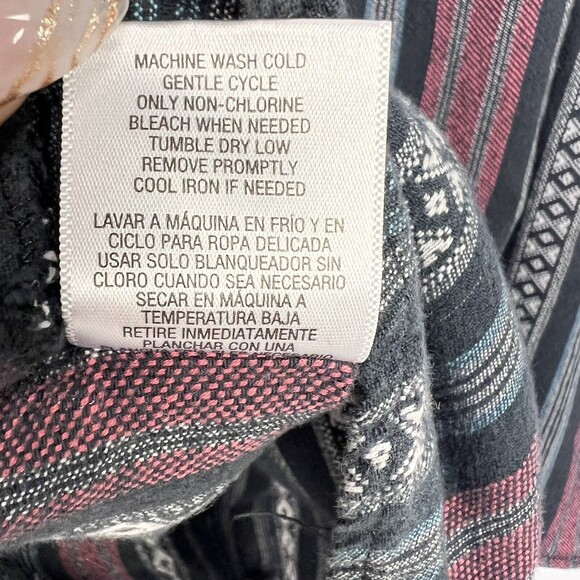 MACHINE WASH COLD
GENTLE CYCLE
ONLY NON-CHLORINE
BLEACH WHEN NEEDED
TUMBLE DRY LOW
REMOVE PROMPTLY
COOL IRON IF NEEDED
LAVAR A MÁQUINA EN FRÍO Y EN
CICLO PARA ROPA DELICADA
USAR SOLO BLANQUEADOR SIN
CLORO CUANDO SEA NECESARIO
SECAR EN MÁQUINA A
TEMPERATURA BAJA
RETIRE INMEDIATAMENTE
PLANCHAR CON UNA